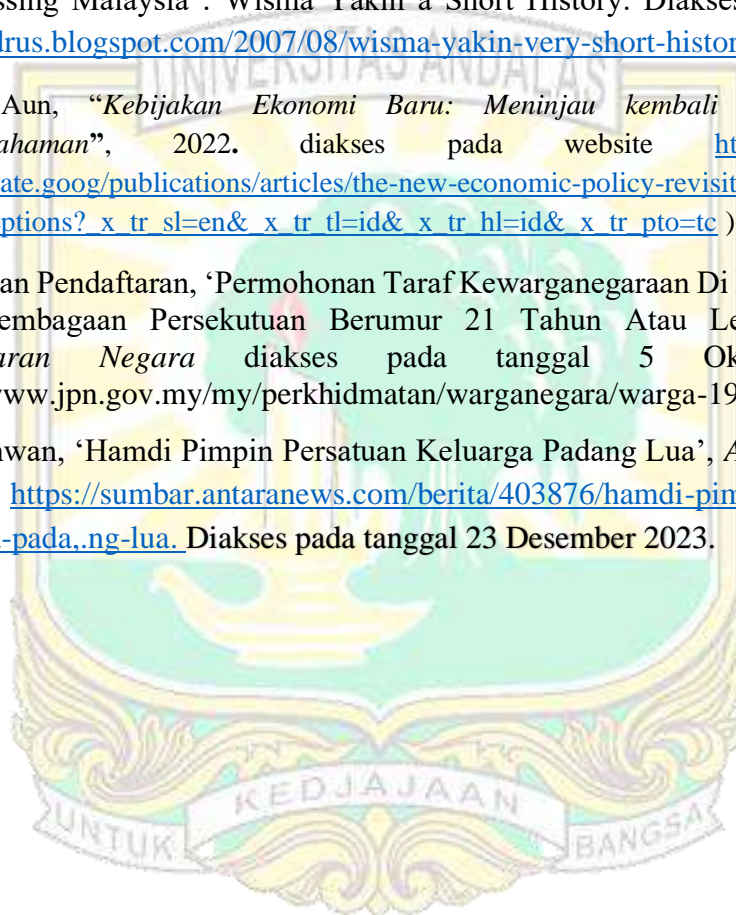 ssing Malaysia : Wisma Yakin a Short History. Diakses
drus.blogspot.com/2007/08/wisma-yakin-very-short-histor
UNIVERSITAS ANDALAS
Aun, “Kebijakan Ekonomi Baru: Meninjau kembali
ahaman”, 2022. diakses pada website ht
ate.goog/publications/articles/the-new-economic-policy-revisit
ptions?_x_tr_sl=en&_x_tr_tl=id&_x_tr_hl=id&_x_tr_pto=tc )
an Pendaftaran, ‘Permohonan Taraf Kewarganegaraan Di
embagaan Persekutuan Berumur 21 Tahun Atau Le
aran Negara diakses pada tanggal 5 Ok
www.jpn.gov.my/my/perkhidmatan/warganegara/warga-19
wan, ‘Hamdi Pimpin Persatuan Keluarga Padang Lua’, A
https://sumbar.antaranews.com/berita/403876/hamdi-pim
-pada,.ng-lua. Diakses pada tanggal 23 Desember 2023.
UNTUK KEDJAJAAN BANGSA